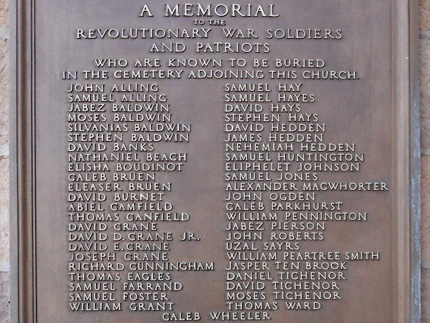 A MEMORIAL
TO THE
REVOLUTIONARY WAR SOLDIERS
AND PATRIOTS
WHO ARE KNOWN TO BE BURIED
IN THE CEMETERY ADJOINING THIS CHURCH
JOHN ALLING
SAMUEL ALLING
JABEZ BALDWIN
MOSES BALDWIN
SILVANIAS BALDWIN
STEPHEN BALDWIN
DAVID BANKS
NATHANIEL BEACH
ELISHA BOUDINOT
CALEB BRUEN
ELEASER BRUEN
DAVID BURNET
ABIEL CAMFIELD
THOMAS CANFIELD
DAVID CRANE
DAVID D. CRANE JR.
DAVID E. CRANE
JOSEPH CRANE
RICHARD CUNNINGHAM
THOMAS EAGLES
SAMUEL FARRAND
SAMUEL FOSTER
WILLIAM GRANT
SAMUEL HAY
SAMUEL HAYES
DAVID HAYS
STEPHEN HAYS
DAVID HEDDEN
JAMES HEDDEN
NEHEMIAH HEDDEN
SAMUEL HUNTINGTON
ELIPHELET JOHNSON
SAMUEL JONES
ALEXANDER MACWHORTER
JOHN OGDEN
CALEB PARKHURST
WILLIAM PENNINGTON
JABEZ PIERSON
JOHN ROBERTS
UZAL SAYRS
WILLIAM PEARTREE SMITH
JASPER TEN BROOK
DANIEL TICHENOR
DAVID TICHENOR
MOSES TICHENOR
THOMAS WARD
CALEB WHEELER